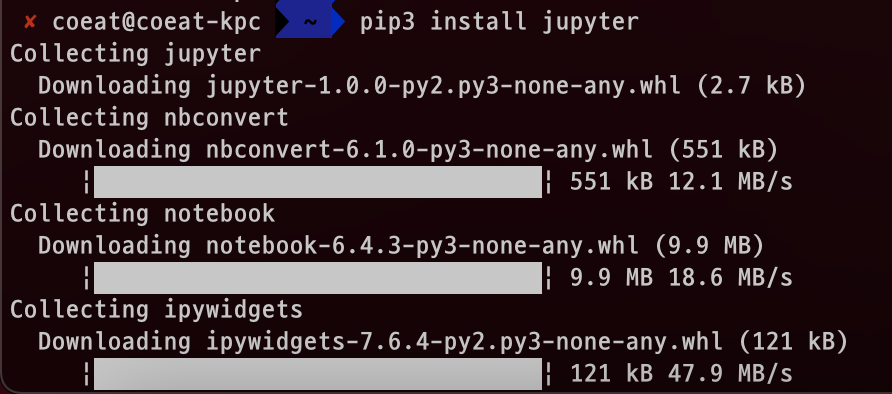 ✘ coeat@coeat-kpc ~ pip3 install jupyter
Collecting jupyter
Downloading jupyter-1.0.0-py2.py3-none-any.whl (2.7 kB)
Collecting nbconvert
Downloading nbconvert-6.1.0-py3-none-any.whl (551 kB)
¦ ¦ 551 kB 12.1 MB/s
Collecting notebook
Downloading notebook-6.4.3-py3-none-any.whl (9.9 MB)
¦ ¦ 9.9 MB 18.6 MB/s
Collecting ipywidgets
Downloading ipywidgets-7.6.4-py2.py3-none-any.whl (121 kB)
¦ ¦ 121 kB 47.9 MB/s